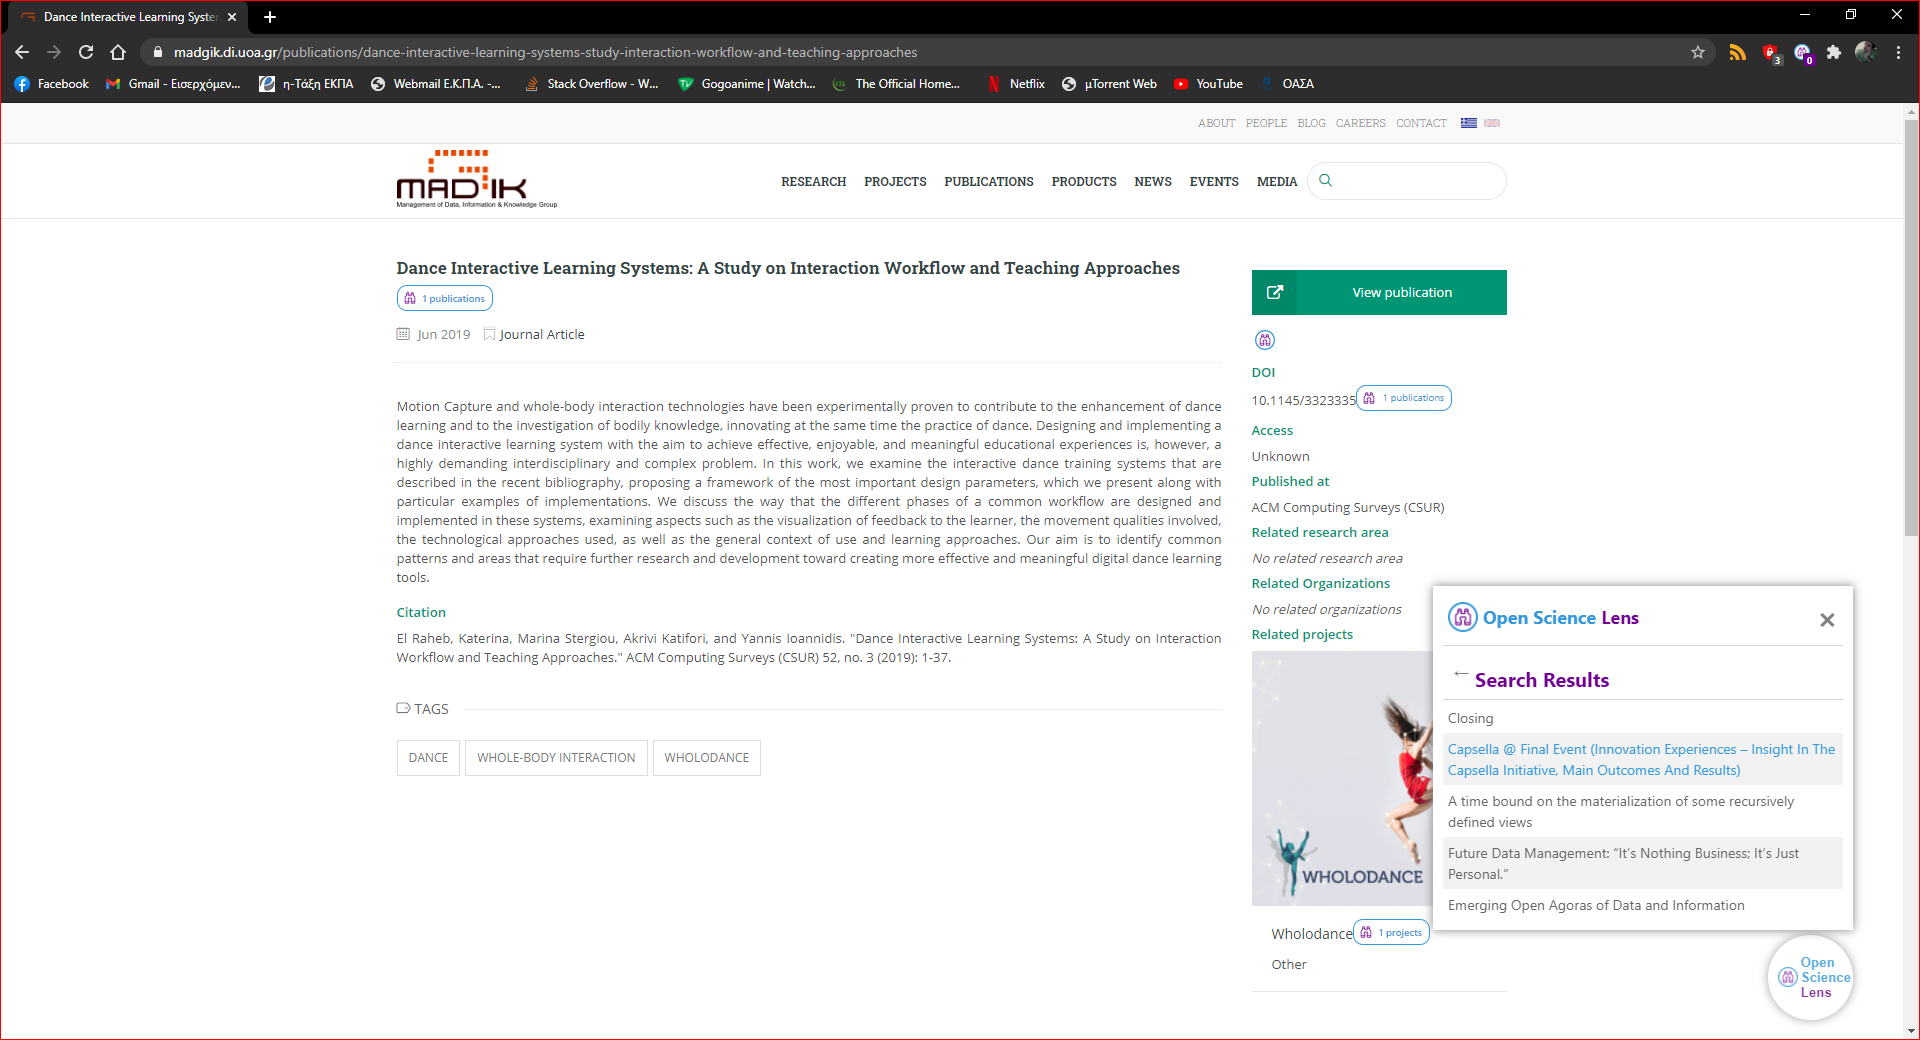 Dance Interactive Learning Syster
madgik.di.uoa.gr/publications/dance-interactive-learning-systems-study-interaction-workflow-and-teaching-approaches
3
0
Facebook
Gmail - Εισερχόμεν...
η-Τάξη ΕΚΠΑ
Webmail Ε.Κ.Π.Α. -...
Stack Overflow - W...
Gogoanime | Watch...
The Official Home...
Netflix
μTorrent Web
YouTube
ΟΑΣΑ
ABOUT PEOPLE BLOG CAREERS CONTACT
MADGIK
Management of Data, Information & Knowledge Group
RESEARCH PROJECTS PUBLICATIONS PRODUCTS NEWS EVENTS MEDIA
Dance Interactive Learning Systems: A Study on Interaction Workflow and Teaching Approaches
1 publications
Jun 2019 Journal Article
Motion Capture and whole-body interaction technologies have been experimentally proven to contribute to the enhancement of dance
learning and to the investigation of bodily knowledge, innovating at the same time the practice of dance. Designing and implementing a
dance interactive learning system with the aim to achieve effective, enjoyable, and meaningful educational experiences is, however, a
highly demanding interdisciplinary and complex problem. In this work, we examine the interactive dance training systems that are
described in the recent bibliography, proposing a framework of the most important design parameters, which we present along with
particular examples of implementations. We discuss the way that the different phases of a common workflow are designed and
implemented in these systems, examining aspects such as the visualization of feedback to the learner, the movement qualities involved,
the technological approaches used, as well as the general context of use and learning approaches. Our aim is to identify common
patterns and areas that require further research and development toward creating more effective and meaningful digital dance learning
tools.
Citation
El Raheb, Katerina, Marina Stergiou, Akrivi Katifori, and Yannis Ioannidis. "Dance Interactive Learning Systems: A Study on Interaction
Workflow and Teaching Approaches." ACM Computing Surveys (CSUR) 52, no. 3 (2019): 1-37.
TAGS
DANCE
WHOLE-BODY INTERACTION
WHOLODANCE
View publication
DOI
10.1145/3323335 1 publications
Access
Unknown
Published at
ACM Computing Surveys (CSUR)
Related research area
No related research area
Related Organizations
No related organizations
Related projects
WHOLODANCE
Wholodance 1 projects
Other
Open Science Lens
← Search Results
Closing
Capsella @ Final Event (Innovation Experiences – Insight In The
Capsella Initiative, Main Outcomes And Results)
A time bound on the materialization of some recursively
defined views
Future Data Management: “It’s Nothing Business; It’s Just
Personal.”
Emerging Open Agoras of Data and Information
Open
Science
Lens